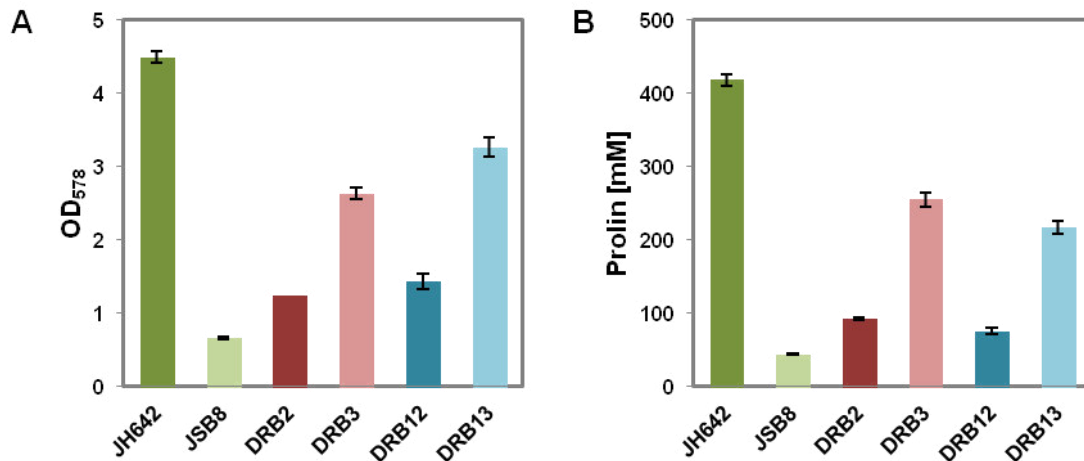 A
5
4
3
2
1
0
OD578
JH642
JSB8
DRB2
DRB3
DRB12
DRB13
B
500
400
300
200
100
0
Prolin [mM]
JH642
JSB8
DRB2
DRB3
DRB12
DRB13